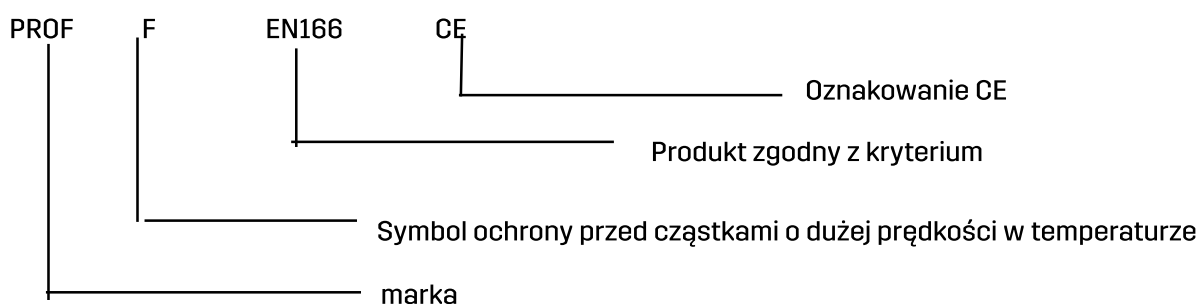 PROF F EN166 CE
Oznakowanie CE
Produkt zgodny z kryterium
Symbol ochrony przed cząstkami o dużej prędkości w temperaturze
marka